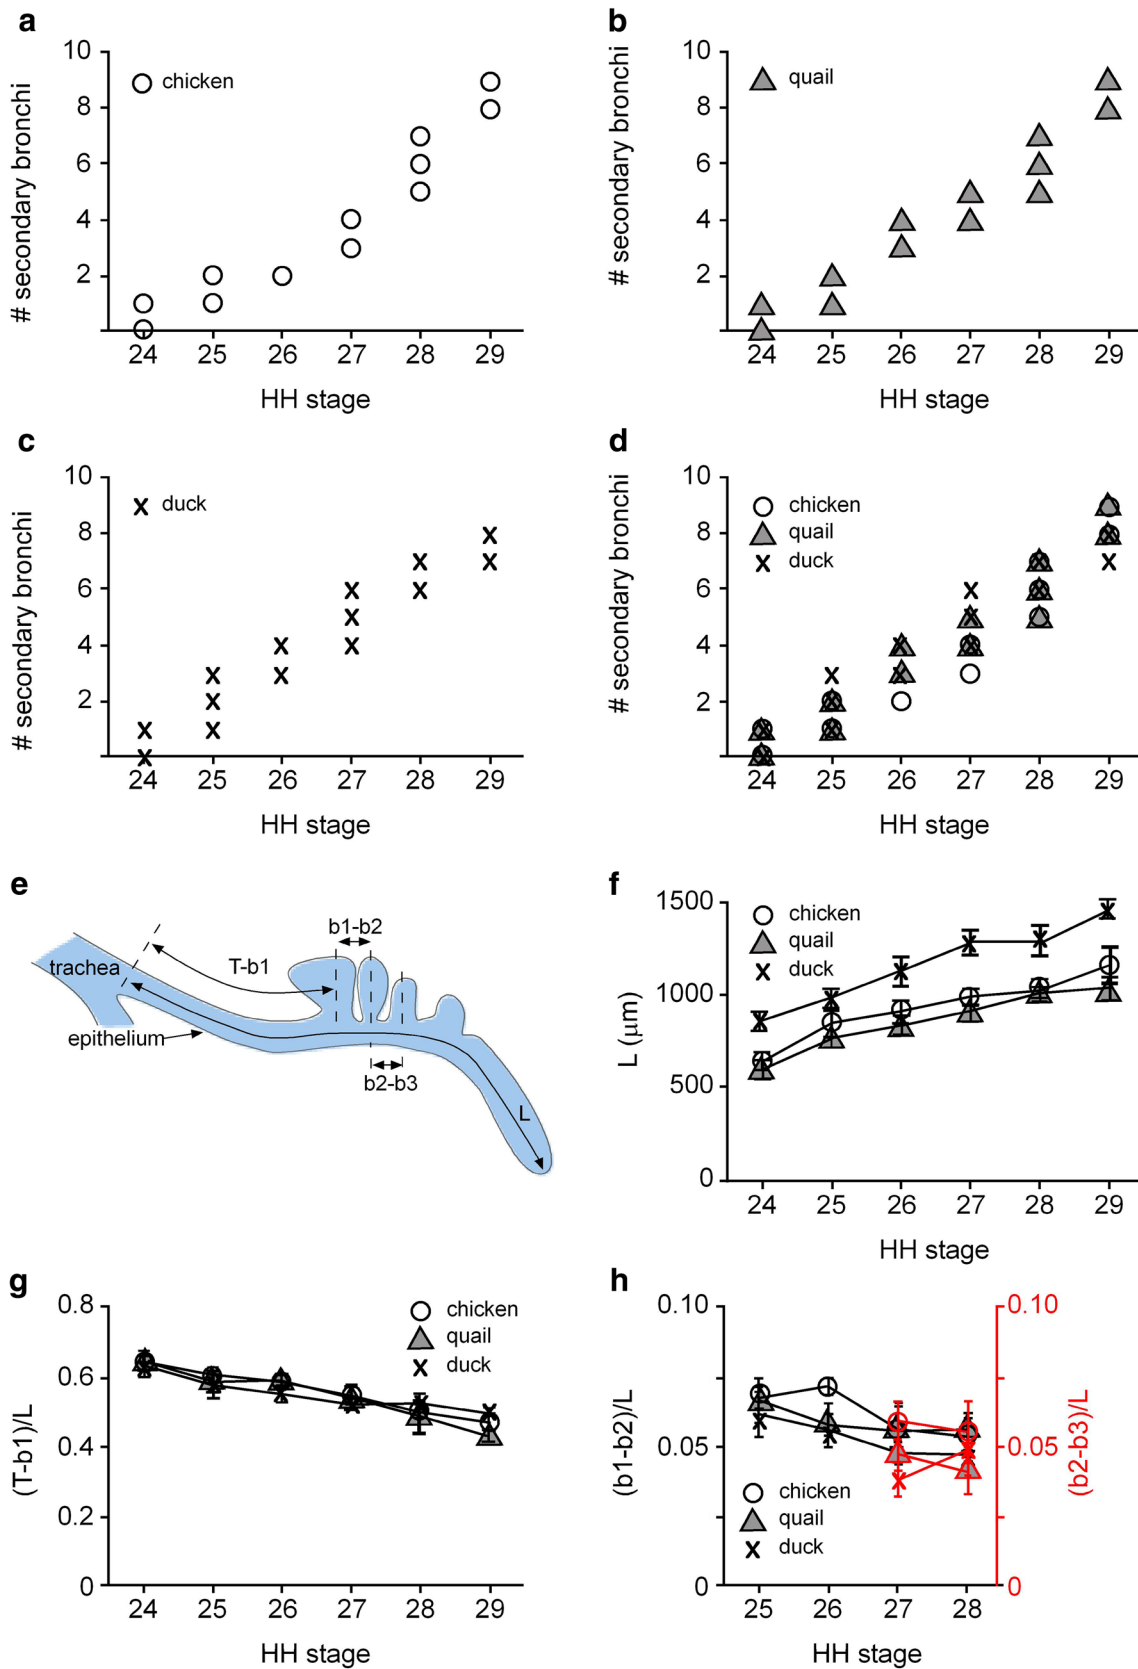 a
# secondary bronchi
10
8
6
4
2
chicken
24 25 26 27 28 29
HH stage
b
# secondary bronchi
10
8
6
4
2
quail
24 25 26 27 28 29
HH stage
c
# secondary bronchi
10
8
6
4
2
duck
24 25 26 27 28 29
HH stage
d
# secondary bronchi
10
8
6
4
2
chicken
quail
duck
24 25 26 27 28 29
HH stage
e
b1-b2
T-b1
trachea
epithelium
b2-b3
L
f
L (μm)
1500
1000
500
0
chicken
quail
duck
24 25 26 27 28 29
HH stage
g
(T-b1)/L
0.8
0.6
0.4
0.2
0
chicken
quail
duck
24 25 26 27 28 29
HH stage
h
(b1-b2)/L
0.10
0.05
0
chicken
quail
duck
0.10
0.05
0
(b2-b3)/L
25 26 27 28
HH stage